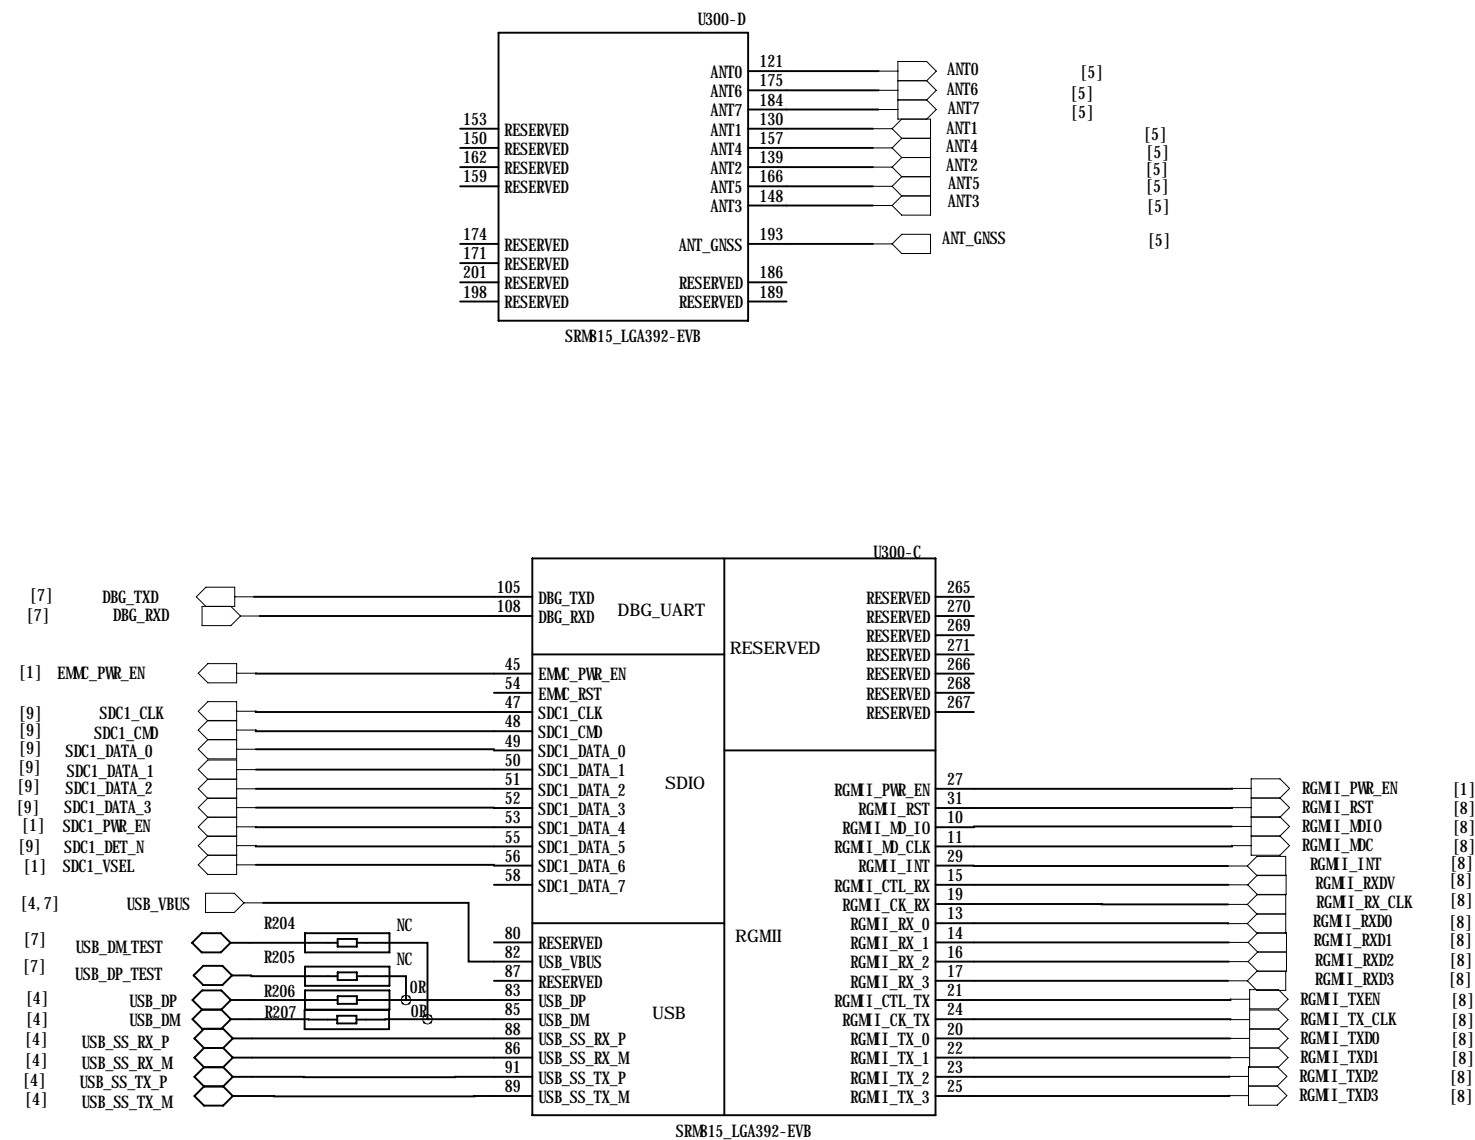 U300-D
121 ANT0 ANT0 [5]
175 ANT6 ANT6 [5]
184 ANT7 ANT7 [5]
153 RESERVED ANT1 130 ANT1 [5]
150 RESERVED ANT4 157 ANT4 [5]
162 RESERVED ANT2 139 ANT2 [5]
159 RESERVED ANT5 166 ANT5 [5]
ANT3 148 ANT3 [5]
174 RESERVED ANT_GNSS 193 ANT_GNSS [5]
171 RESERVED
201 RESERVED RESERVED 186
198 RESERVED RESERVED 189
SRM815_LGA392-EVB
U300-C
[7] DBG_TXD 105 DBG_TXD DBG_UART RESERVED 265
[7] DBG_RXD 108 DBG_RXD RESERVED 270
RESERVED 269
RESERVED RESERVED 271
[1] EMMC_PWR_EN 45 EMMC_PWR_EN RESERVED 266
54 EMMC_RST RESERVED 268
[9] SDC1_CLK 47 SDC1_CLK RESERVED 267
[9] SDC1_CMD 48 SDC1_CMD
[9] SDC1_DATA_0 49 SDC1_DATA_0
[9] SDC1_DATA_1 50 SDC1_DATA_1 SDIO
[9] SDC1_DATA_2 51 SDC1_DATA_2 RGMII_PWR_EN 27 RGMII_PWR_EN [1]
[9] SDC1_DATA_3 52 SDC1_DATA_3 RGMII_RST 31 RGMII_RST [8]
[1] SDC1_PWR_EN 53 SDC1_DATA_4 RGMII_MD_IO 10 RGMII_MDIO [8]
[9] SDC1_DET_N 55 SDC1_DATA_5 RGMII_MD_CLK 11 RGMII_MDC [8]
[1] SDC1_VSEL 56 SDC1_DATA_6 RGMII_INT 29 RGMII_INT [8]
58 SDC1_DATA_7 RGMII_CTL_RX 15 RGMII_RXDV [8]
[4,7] USB_VBUS RGMII_CK_RX 19 RGMII_RX_CLK [8]
R204 NC RGMII_RX_0 13 RGMII_RXD0 [8]
[7] USB_DM_TEST 80 RESERVED RGMII RGMII_RX_1 14 RGMII_RXD1 [8]
R205 NC 82 USB_VBUS RGMII_RX_2 16 RGMII_RXD2 [8]
[7] USB_DP_TEST 87 RESERVED RGMII_RX_3 17 RGMII_RXD3 [8]
[4] USB_DP R206 0R 83 USB_DP RGMII_CTL_TX 21 RGMII_TXEN [8]
[4] USB_DM R207 0R 85 USB_DM USB RGMII_CK_TX 24 RGMII_TX_CLK [8]
[4] USB_SS_RX_P 88 USB_SS_RX_P RGMII_TX_0 20 RGMII_TXD0 [8]
[4] USB_SS_RX_M 86 USB_SS_RX_M RGMII_TX_1 22 RGMII_TXD1 [8]
[4] USB_SS_TX_P 91 USB_SS_TX_P RGMII_TX_2 23 RGMII_TXD2 [8]
[4] USB_SS_TX_M 89 USB_SS_TX_M RGMII_TX_3 25 RGMII_TXD3 [8]
SRM815_LGA392-EVB